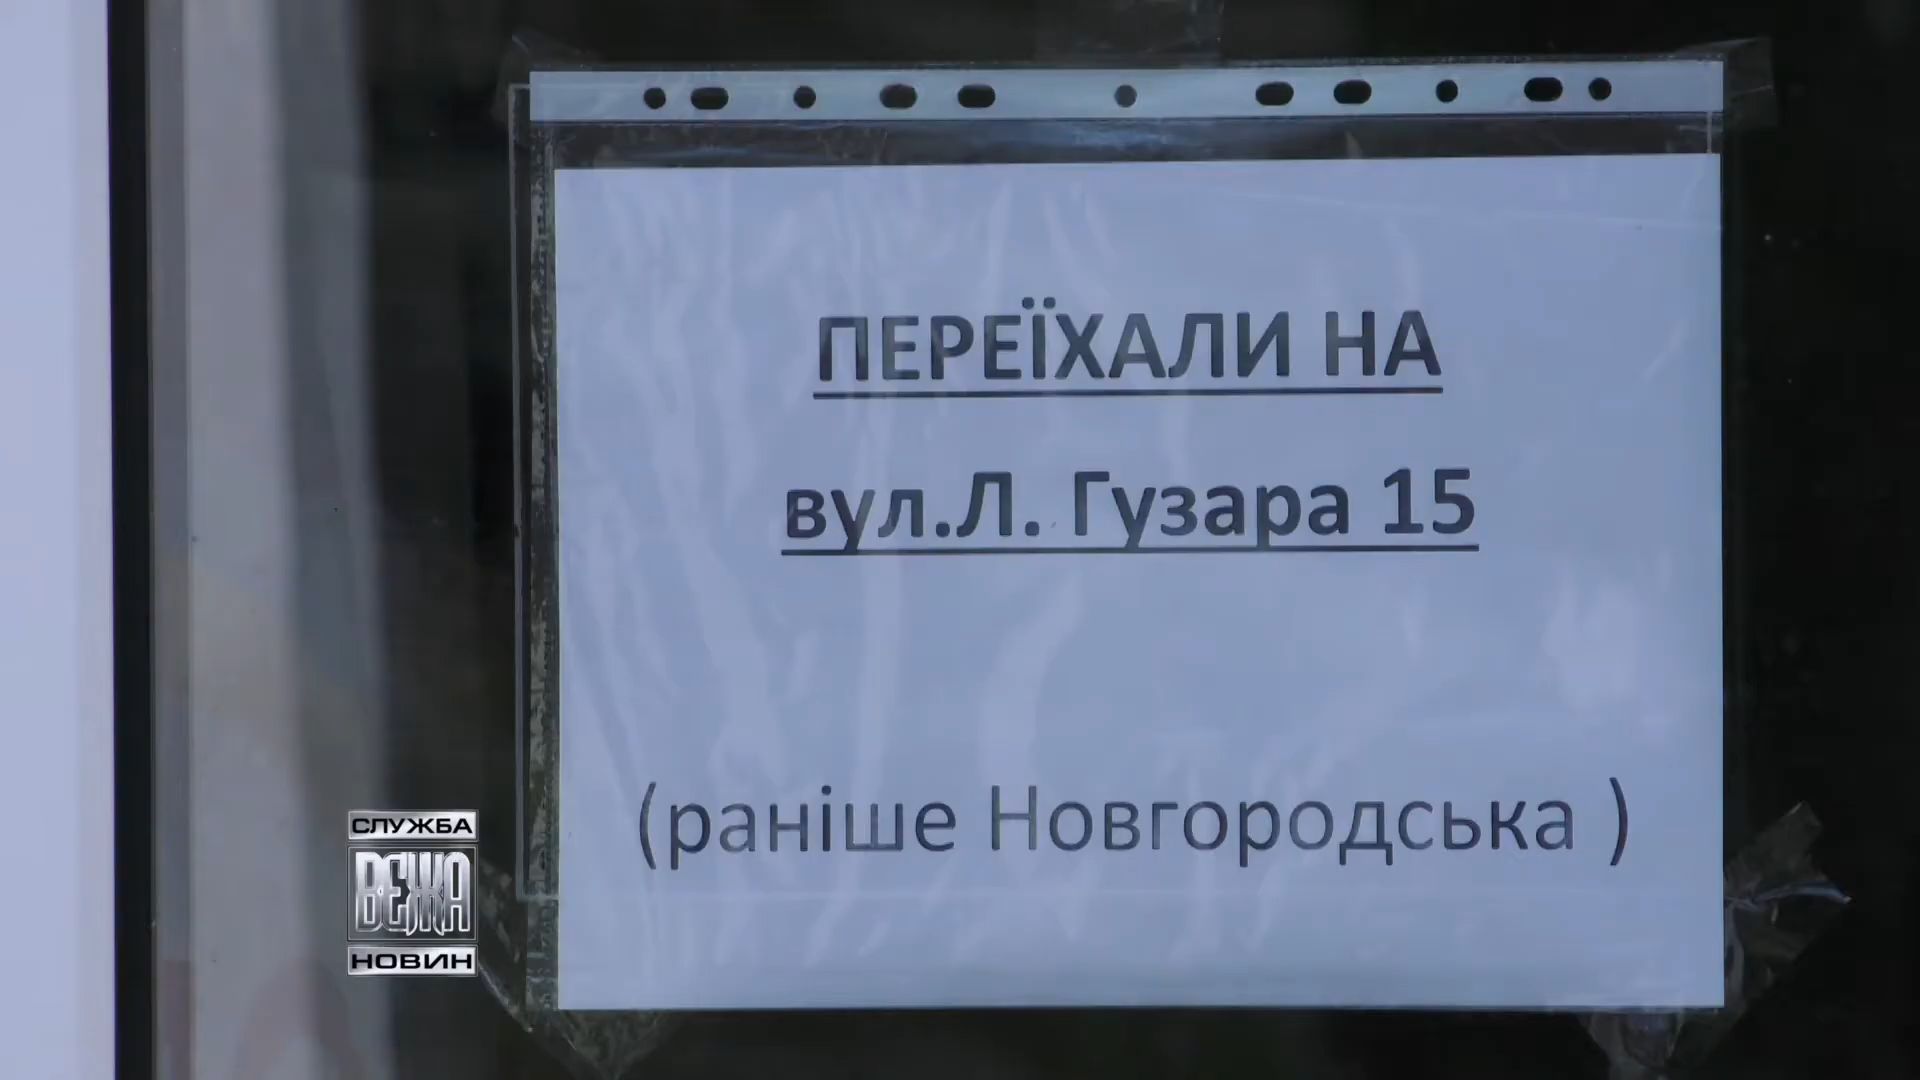 ПЕРЕЇХАЛИ НА
вул.Л. Гузара 15
(раніше Новгородська )
СЛУЖБА
ВЕЖА
НОВИН